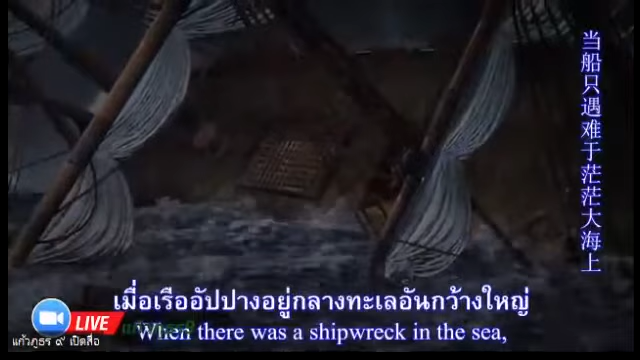 当船只遇难于茫茫大海上
เมื่อเรืออัปปางอยู่กลางทะเลอันกว้างใหญ่
When there was a shipwreck in the sea,
LIVE
แก้วภูธร ๙ เปิดสื่อ